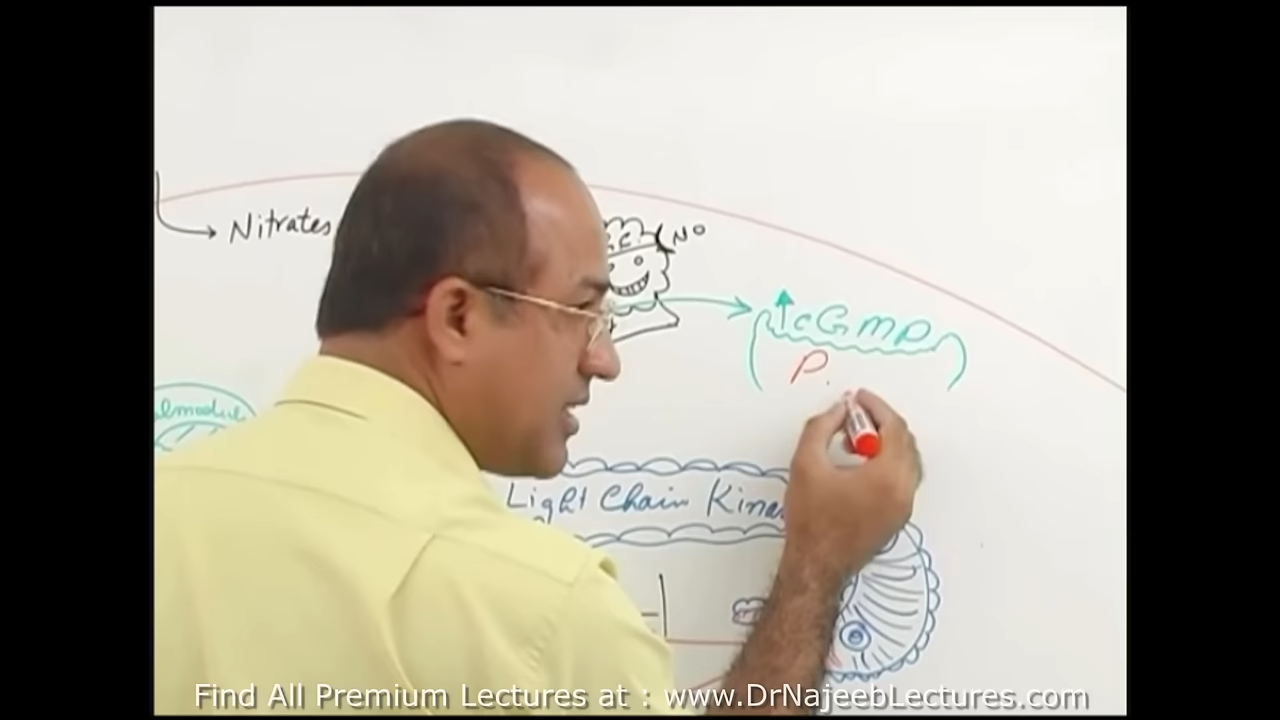 Nitrates
G.C.
NO
↑cGMP
P.
Light Chain Kina
Find All Premium Lectures at : www.DrNajeebLectures.com